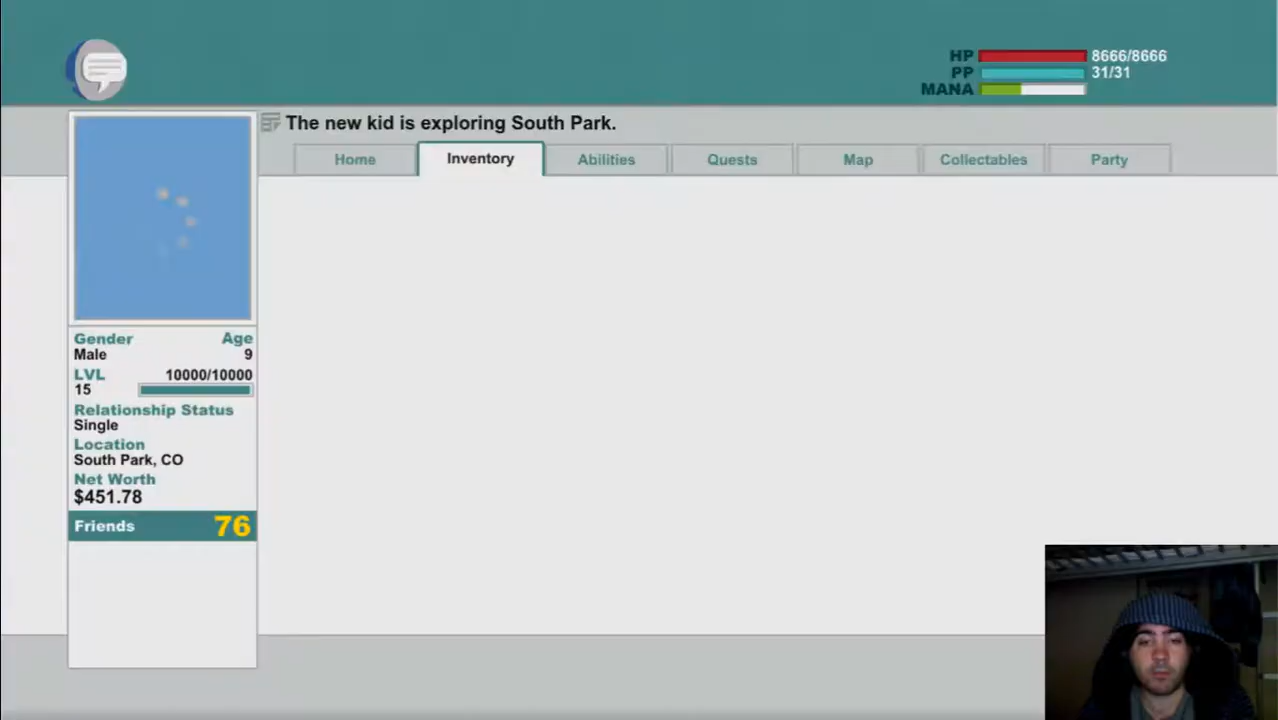 HP 8666/8666
PP 31/31
MANA
The new kid is exploring South Park.
Home Inventory Abilities Quests Map Collectables Party
Gender Age
Male 9
LVL 10000/10000
15
Relationship Status
Single
Location
South Park, CO
Net Worth
$451.78
Friends 76